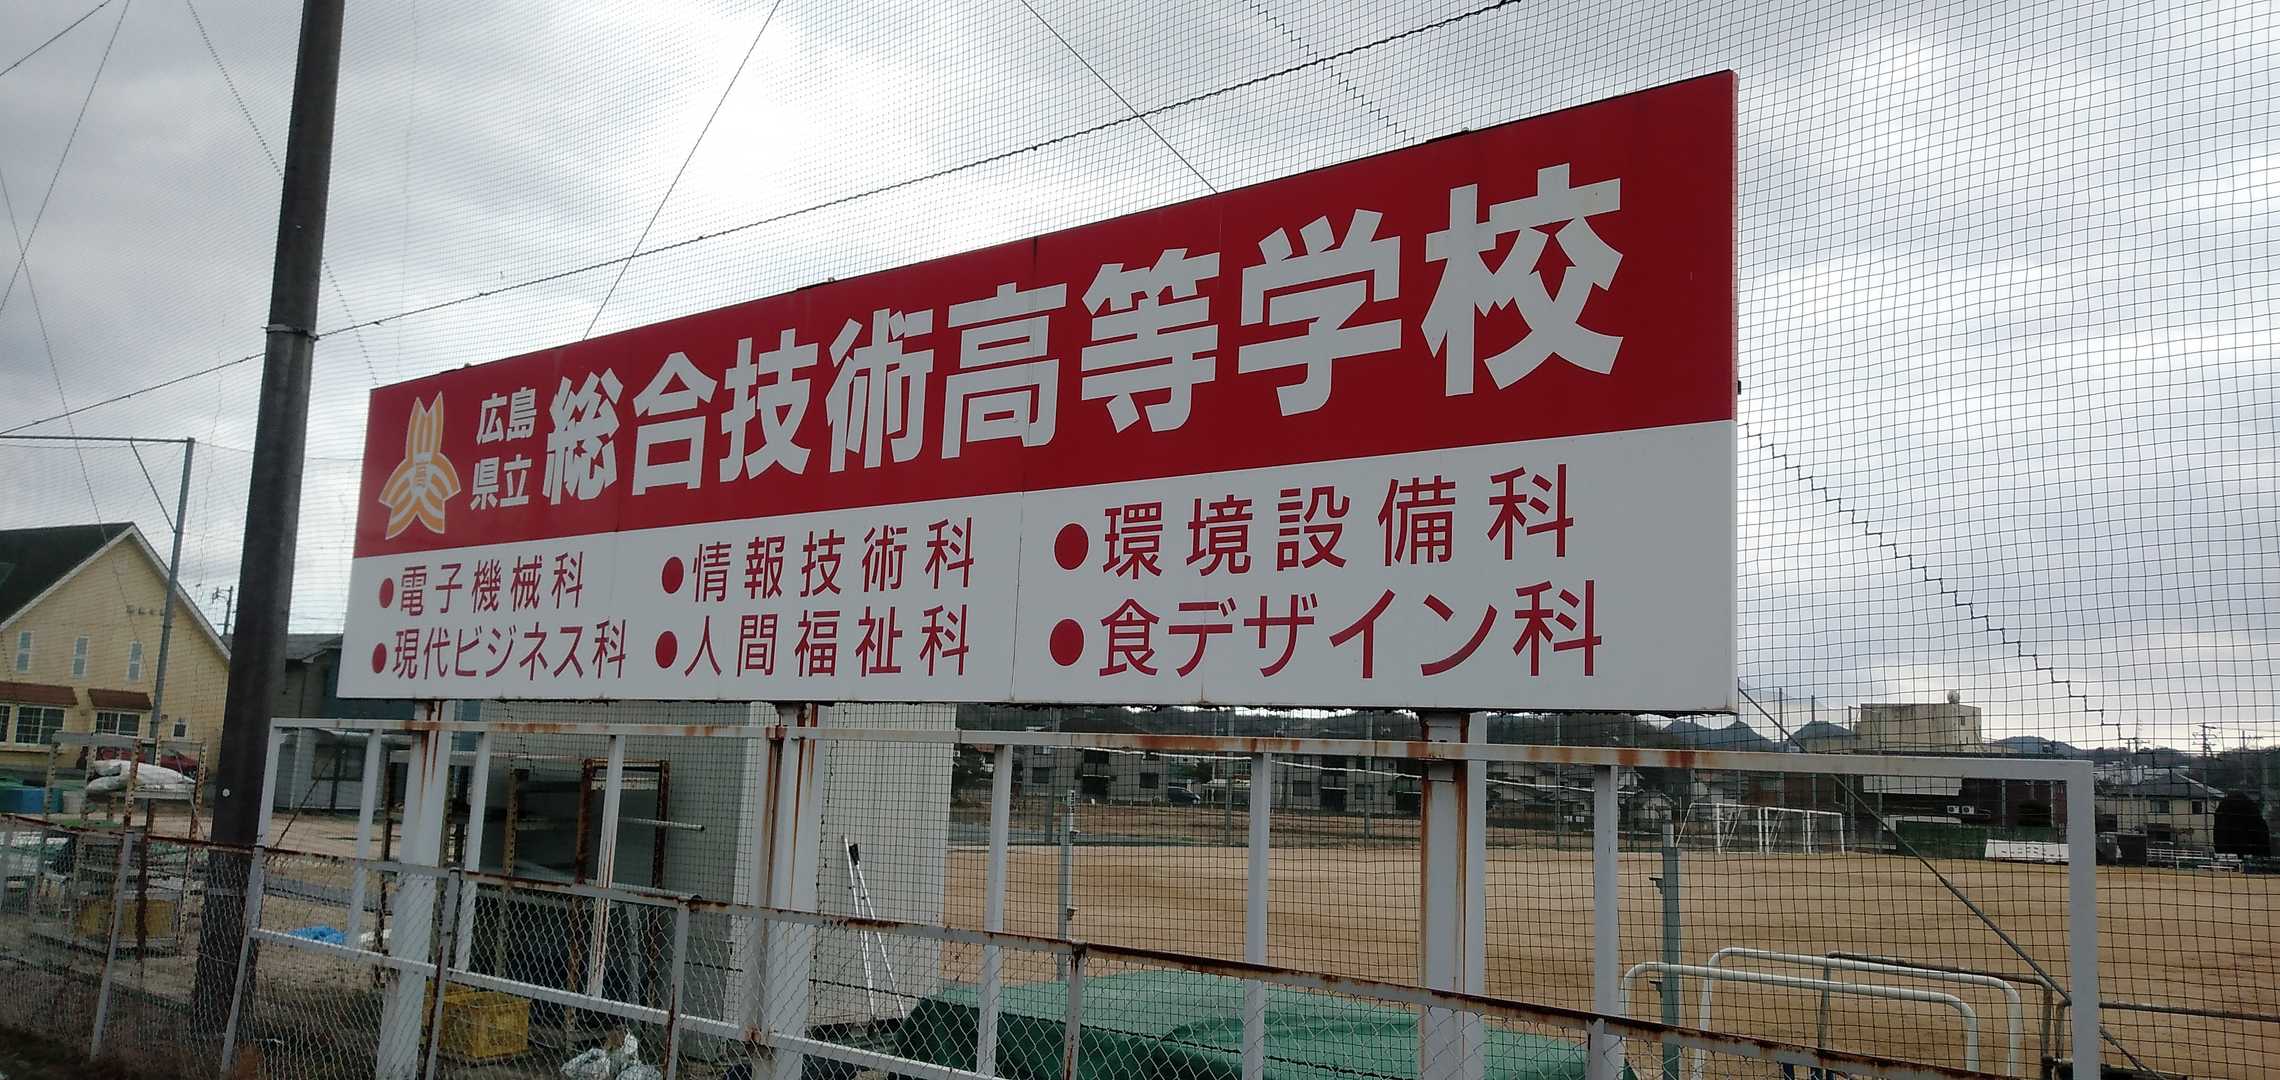 広島
県立
総合技術高等学校
●電子機械科 ●情報技術科 ●環境設備科
●現代ビジネス科 ●人間福祉科 ●食デザイン科